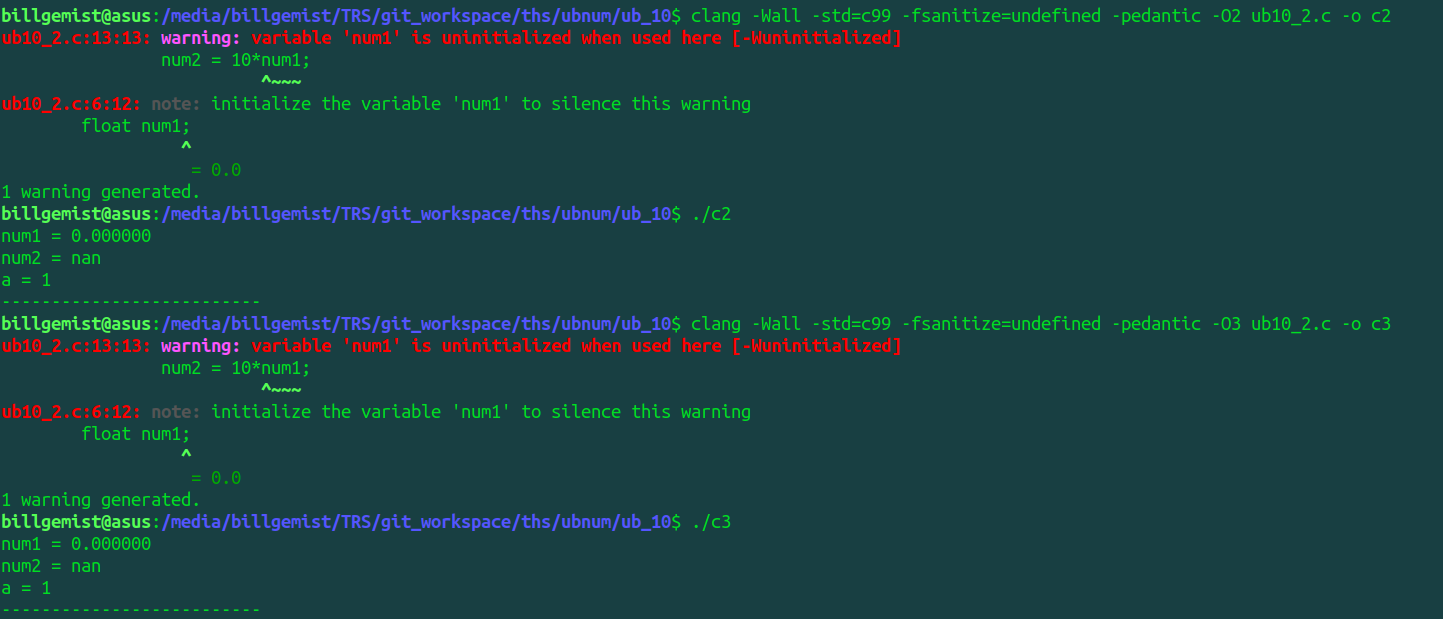 billgemist@asus:/media/billgemist/TRS/git_workspace/ths/ubnum/ub_10$ clang -Wall -std=c99 -fsanitize=undefined -pedantic -O2 ub10_2.c -o c2
ub10_2.c:13:13: warning: variable 'num1' is uninitialized when used here [-Wuninitialized]
                num2 = 10*num1;
                          ^~~~
ub10_2.c:6:12: note: initialize the variable 'num1' to silence this warning
        float num1;
                  ^
                   = 0.0
1 warning generated.
billgemist@asus:/media/billgemist/TRS/git_workspace/ths/ubnum/ub_10$ ./c2
num1 = 0.000000
num2 = nan
a = 1
--------------------------
billgemist@asus:/media/billgemist/TRS/git_workspace/ths/ubnum/ub_10$ clang -Wall -std=c99 -fsanitize=undefined -pedantic -O3 ub10_2.c -o c3
ub10_2.c:13:13: warning: variable 'num1' is uninitialized when used here [-Wuninitialized]
                num2 = 10*num1;
                          ^~~~
ub10_2.c:6:12: note: initialize the variable 'num1' to silence this warning
        float num1;
                  ^
                   = 0.0
1 warning generated.
billgemist@asus:/media/billgemist/TRS/git_workspace/ths/ubnum/ub_10$ ./c3
num1 = 0.000000
num2 = nan
a = 1
--------------------------